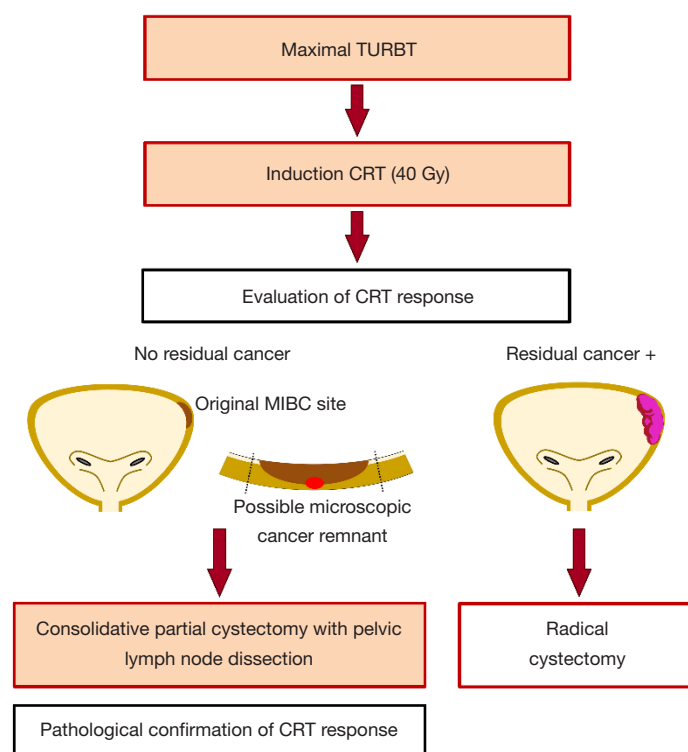 Maximal TURBT
Induction CRT (40 Gy)
Evaluation of CRT response
No residual cancer
Residual cancer +
Original MIBC site
Possible microscopic
cancer remnant
Consolidative partial cystectomy with pelvic
lymph node dissection
Radical
cystectomy
Pathological confirmation of CRT response